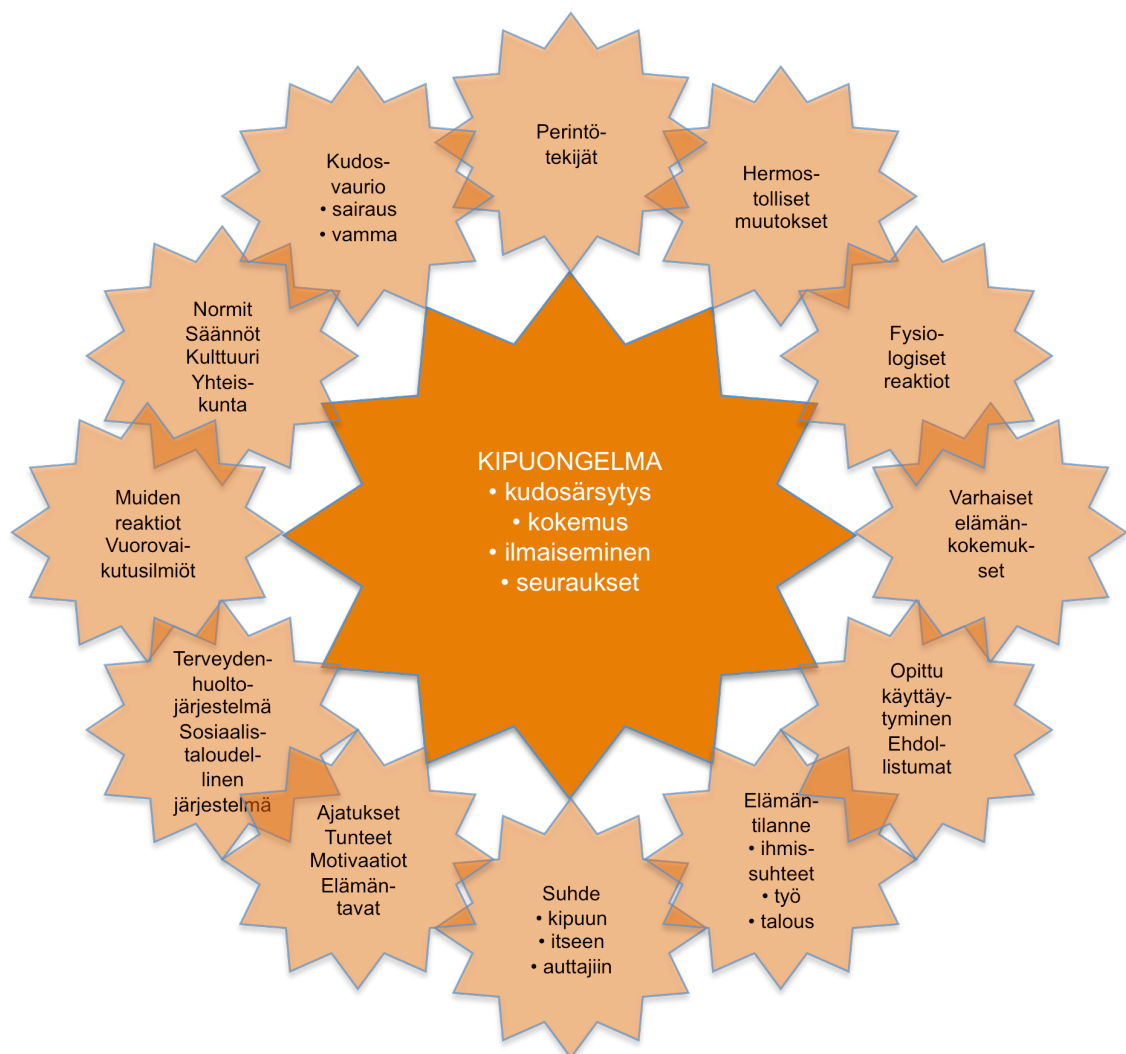 Perintö-
tekijät
Hermos-
tolliset
muutokset
Fysio-
logiset
reaktiot
Varhaiset
elämän-
kokemuk-
set
Opittu
käyttäy-
tyminen
Ehdol-
listumat
Elämän-
tilanne
• ihmis-
suhteet
• työ
• talous
Suhde
• kipuun
• itseen
• auttajiin
Ajatukset
Tunteet
Motivaatiot
Elämän-
tavat
Terveyden-
huolto-
järjestelmä
Sosiaalis-
taloudel-
linen
järjestelmä
Muiden
reaktiot
Vuorovai-
kutusilmiöt
Normit
Säännöt
Kulttuuri
Yhteis-
kunta
Kudos-
vaurio
• sairaus
• vamma
KIPUONGELMA
• kudosärsytys
• kokemus
• ilmaiseminen
• seuraukset